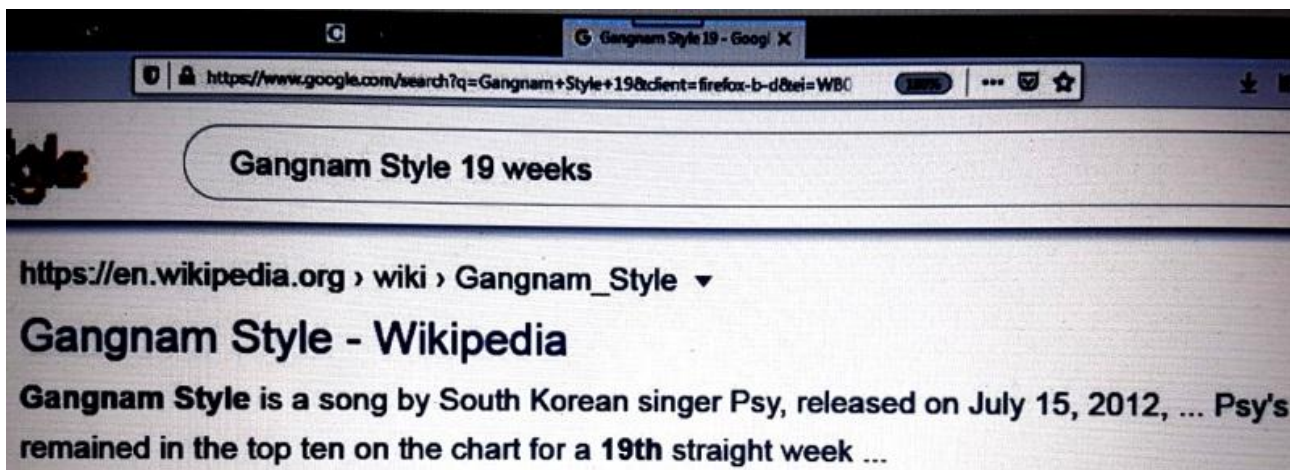 G Gangnam Style 19 - Googl X
https://www.google.com/search?q=Gangnam+Style+19&client=firefox-b-d&ei=WB0
gle
Gangnam Style 19 weeks
https://en.wikipedia.org › wiki › Gangnam_Style
Gangnam Style - Wikipedia
Gangnam Style is a song by South Korean singer Psy, released on July 15, 2012, ... Psy's
remained in the top ten on the chart for a 19th straight week ...